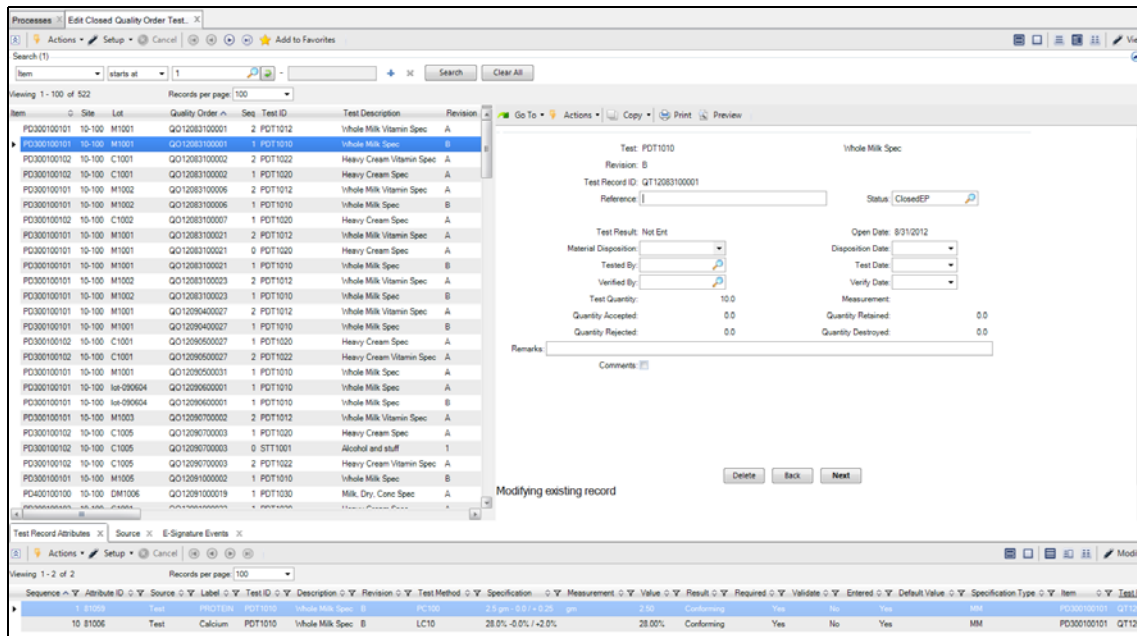 Processes
Edit Closed Quality Order Test..
Actions Setup Cancel Add to Favorites
Search (1)
Item starts at 1 - Search Clear All
Viewing 1 - 100 of 522 Records per page: 100
Item Site Lot Quality Order Seq Test ID Test Description Revision
PD300100101 10-100 M1001 QO12083100001 2 PDT1012 Whole Milk Vitamin Spec A
PD300100101 10-100 M1001 QO12083100001 1 PDT1010 Whole Milk Spec B
PD300100102 10-100 C1001 QO12083100002 2 PDT1022 Heavy Cream Vitamin Spec A
PD300100102 10-100 C1001 QO12083100002 1 PDT1020 Heavy Cream Spec A
PD300100101 10-100 M1002 QO12083100006 2 PDT1012 Whole Milk Vitamin Spec A
PD300100101 10-100 M1002 QO12083100006 1 PDT1010 Whole Milk Spec B
PD300100102 10-100 C1002 QO12083100007 1 PDT1020 Heavy Cream Spec A
PD300100101 10-100 M1001 QO12083100021 2 PDT1012 Whole Milk Vitamin Spec A
PD300100101 10-100 M1001 QO12083100021 0 PDT1020 Heavy Cream Spec A
PD300100101 10-100 M1001 QO12083100021 1 PDT1010 Whole Milk Spec B
PD300100101 10-100 M1002 QO12083100023 2 PDT1012 Whole Milk Vitamin Spec A
PD300100101 10-100 M1002 QO12083100023 1 PDT1010 Whole Milk Spec B
PD300100101 10-100 M1001 QO12090400027 2 PDT1012 Whole Milk Vitamin Spec A
PD300100101 10-100 M1001 QO12090400027 1 PDT1010 Whole Milk Spec B
PD300100102 10-100 C1001 QO12090500027 1 PDT1020 Heavy Cream Spec A
PD300100102 10-100 C1001 QO12090500027 2 PDT1022 Heavy Cream Vitamin Spec A
PD300100101 10-100 M1001 QO12090500031 1 PDT1010 Whole Milk Spec A
PD300100101 10-100 lot-090604 QO12090600001 1 PDT1010 Whole Milk Spec A
PD300100101 10-100 lot-090604 QO12090600001 1 PDT1010 Whole Milk Spec B
PD300100101 10-100 M1003 QO12090700002 2 PDT1012 Whole Milk Vitamin Spec A
PD300100102 10-100 C1005 QO12090700003 1 PDT1020 Heavy Cream Spec A
PD300100102 10-100 C1005 QO12090700003 0 STT1001 Alcohol and stuff 1
PD300100102 10-100 C1005 QO12090700003 2 PDT1022 Heavy Cream Vitamin Spec A
PD300100101 10-100 M1005 QO12091000002 1 PDT1010 Whole Milk Spec B
PD400100100 10-100 DM1006 QO12091000019 1 PDT1030 Milk, Dry, Conc Spec A
Go To Actions Copy Print Preview
Test: PDT1010 Whole Milk Spec
Revision: B
Test Record ID: QT12083100001
Reference: Status: ClosedEP
Test Result: Not Ent Open Date: 8/31/2012
Material Disposition: Disposition Date:
Tested By: Test Date:
Verified By: Verify Date:
Test Quantity: 10.0 Measurement:
Quantity Accepted: 0.0 Quantity Retained: 0.0
Quantity Rejected: 0.0 Quantity Destroyed: 0.0
Remarks:
Comments:
Delete Back Next
Modifying existing record
Test Record Attributes Source E-Signature Events
Actions Setup Cancel
Viewing 1 - 2 of 2 Records per page: 100
Sequence Attribute ID Source Label Test ID Description Revision Test Method Specification Measurement Value Result Required Validate Entered Default Value Specification Type Item
1 81059 Test PROTEIN PDT1010 Whole Milk Spec B PC100 2.5 gm - 0.0 / + 0.25 gm 2.50 Conforming Yes No Yes MM PD300100101
10 81006 Test Calcium PDT1010 Whole Milk Spec B LC10 28.0% -0.0% / +2.0% 28.00% Conforming Yes No Yes MM PD300100101